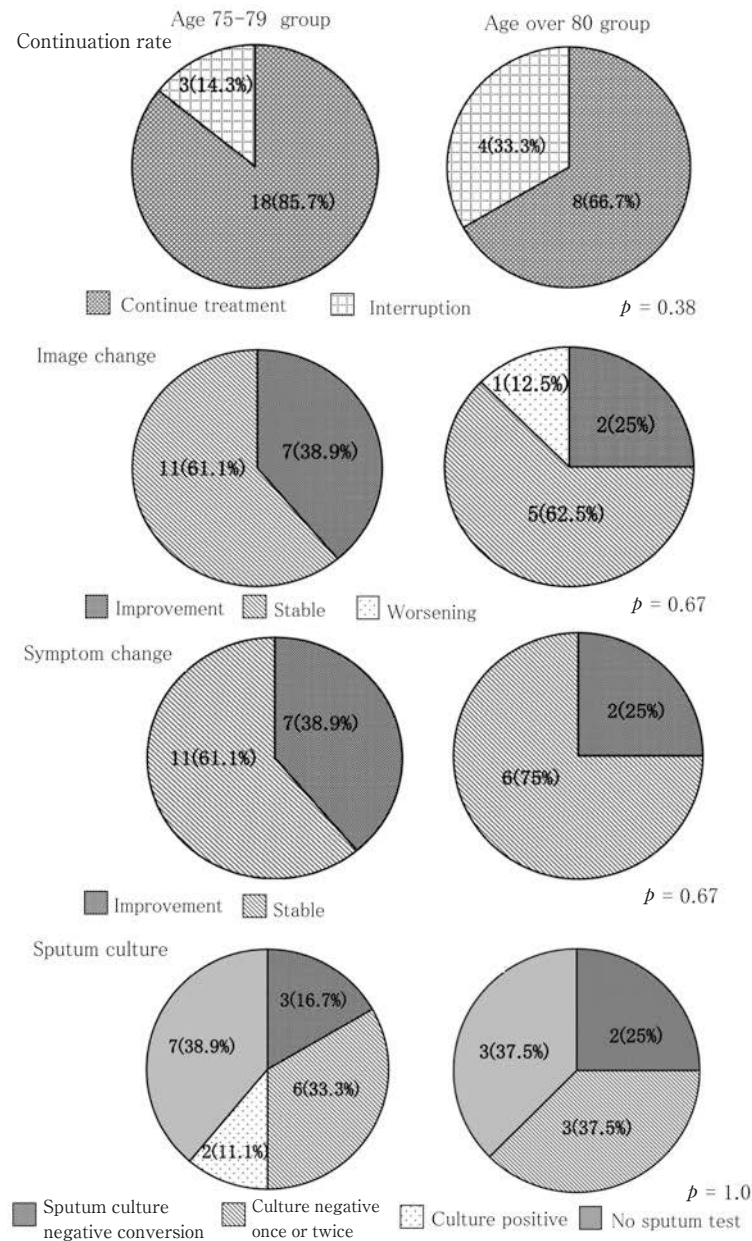 Age 75-79 group
Age over 80 group
Continuation rate
3(14.3%)
18(85.7%)
4(33.3%)
8(66.7%)
Continue treatment
Interruption
p = 0.38
Image change
11(61.1%)
7(38.9%)
1(12.5%)
2(25%)
5(62.5%)
Improvement
Stable
Worsening
p = 0.67
Symptom change
11(61.1%)
7(38.9%)
2(25%)
6(75%)
Improvement
Stable
p = 0.67
Sputum culture
7(38.9%)
3(16.7%)
6(33.3%)
2(11.1%)
3(37.5%)
2(25%)
3(37.5%)
p = 1.0
Sputum culture
negative conversion
Culture negative
once or twice
Culture positive
No sputum test